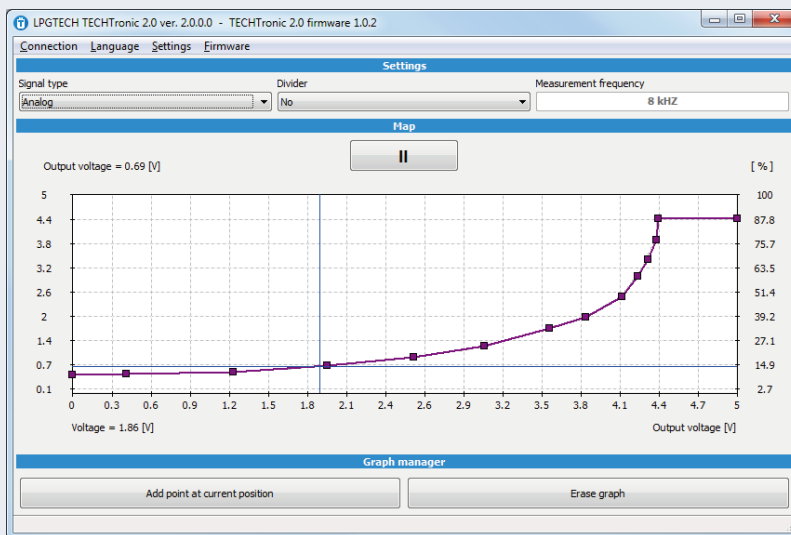 LPGTECH TECHTronic 2.0 ver. 2.0.0.0 - TECHTronic 2.0 firmware 1.0.2
Connection Language Settings Firmware
Settings
Signal type Divider Measurement frequency
Analog No 8 kHZ
Map
Output voltage = 0.69 [V] II [ % ]
5 100
4.4 87.8
3.8 75.7
3.2 63.5
2.6 51.4
2 39.2
1.4 27.1
0.7 14.9
0.1 2.7
0 0.3 0.6 0.9 1.2 1.5 1.8 2.1 2.4 2.6 2.9 3.2 3.5 3.8 4.1 4.4 4.7 5
Voltage = 1.86 [V] Output voltage [V]
Graph manager
Add point at current position Erase graph